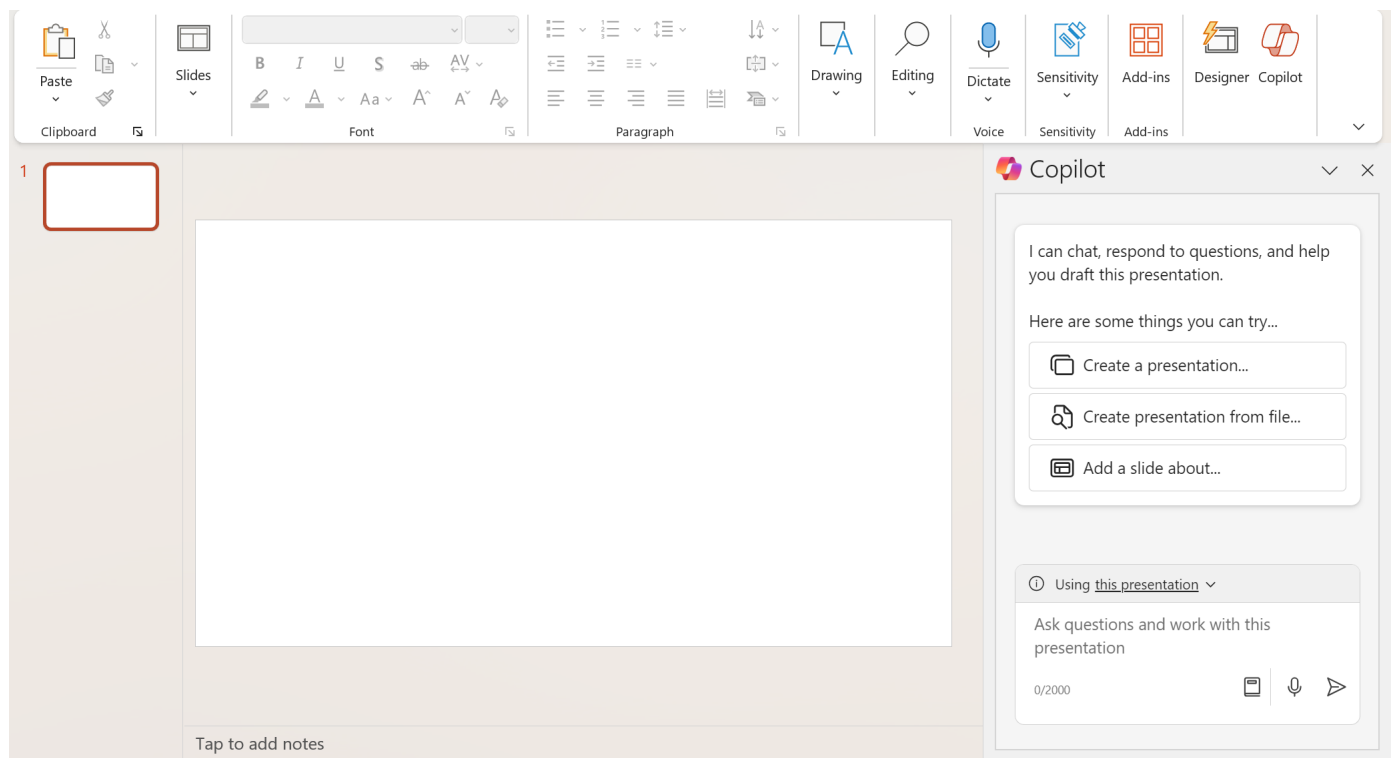 Paste
Clipboard
Slides
B I U S ab AV
A Aa A A A
Font
Paragraph
Drawing
Editing
Dictate
Voice
Sensitivity
Sensitivity
Add-ins
Add-ins
Designer
Copilot
1
Copilot
I can chat, respond to questions, and help
you draft this presentation.
Here are some things you can try...
Create a presentation...
Create presentation from file...
Add a slide about...
Using this presentation
Ask questions and work with this
presentation
0/2000
Tap to add notes